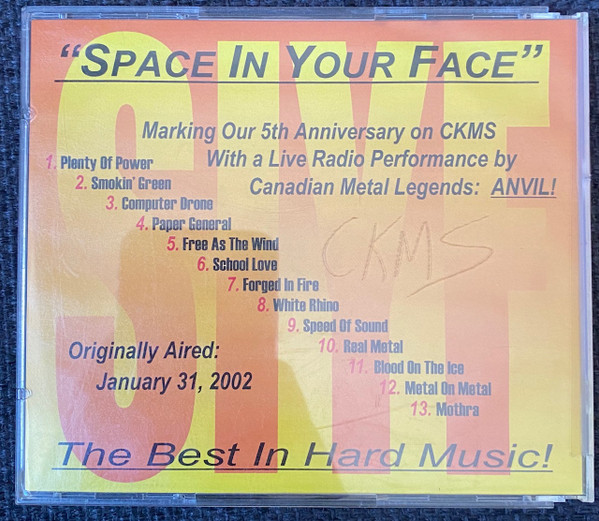 SIYF
"SPACE IN YOUR FACE"
Marking Our 5th Anniversary on CKMS
With a Live Radio Performance by
Canadian Metal Legends: ANVIL!
1. Plenty Of Power
2. Smokin' Green
3. Computer Drone
4. Paper General
5. Free As The Wind
6. School Love
7. Forged In Fire
8. White Rhino
9. Speed Of Sound
10. Real Metal
11. Blood On The Ice
12. Metal On Metal
13. Mothra
CKMS
Originally Aired:
January 31, 2002
The Best In Hard Music!